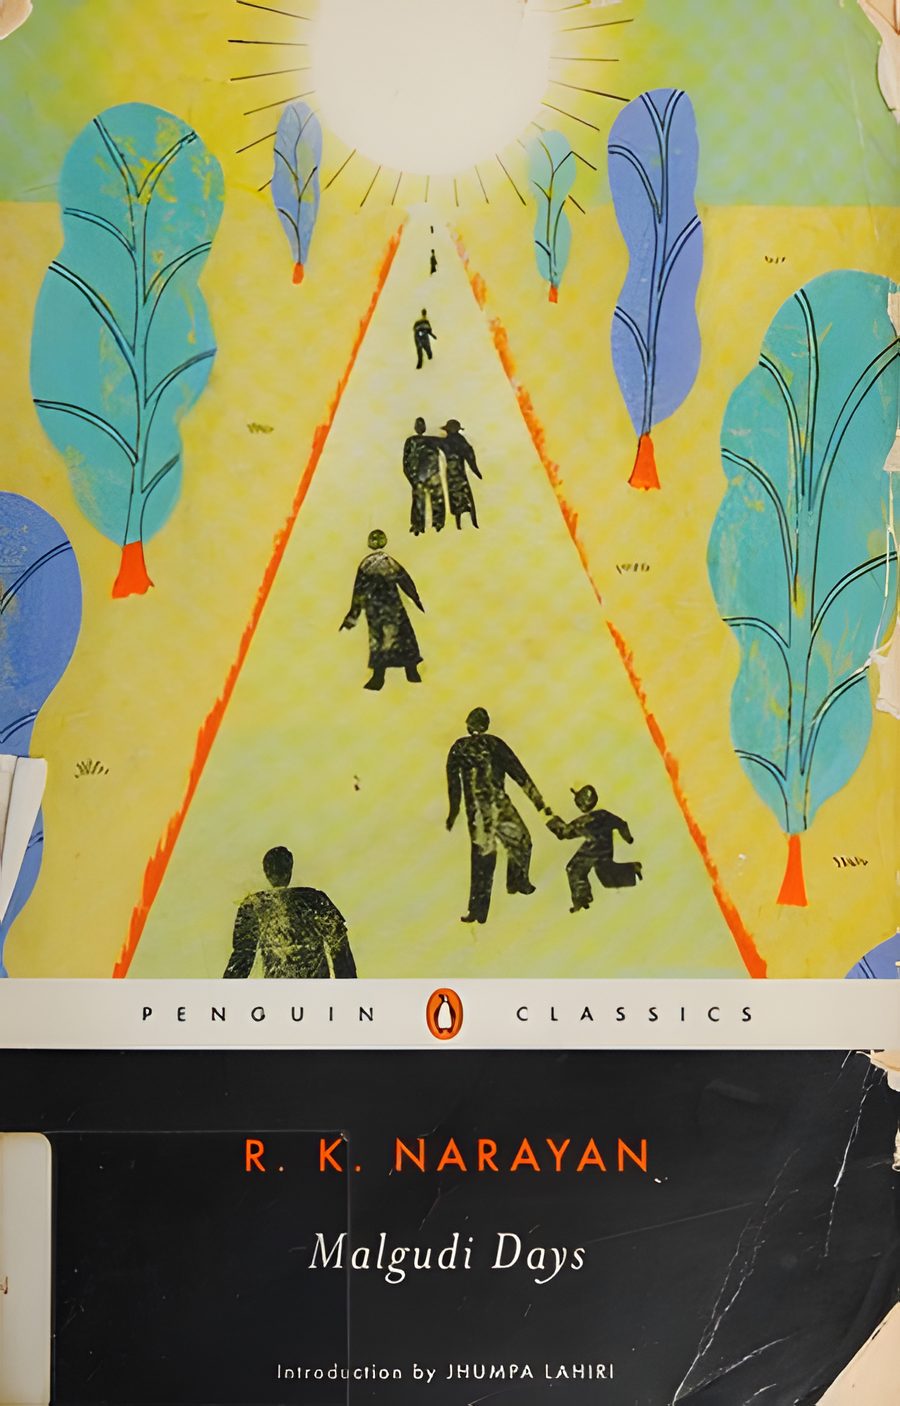 PENGUIN CLASSICS
R. K. NARAYAN
Malgudi Days
Introduction by JHUMPA LAHIRI